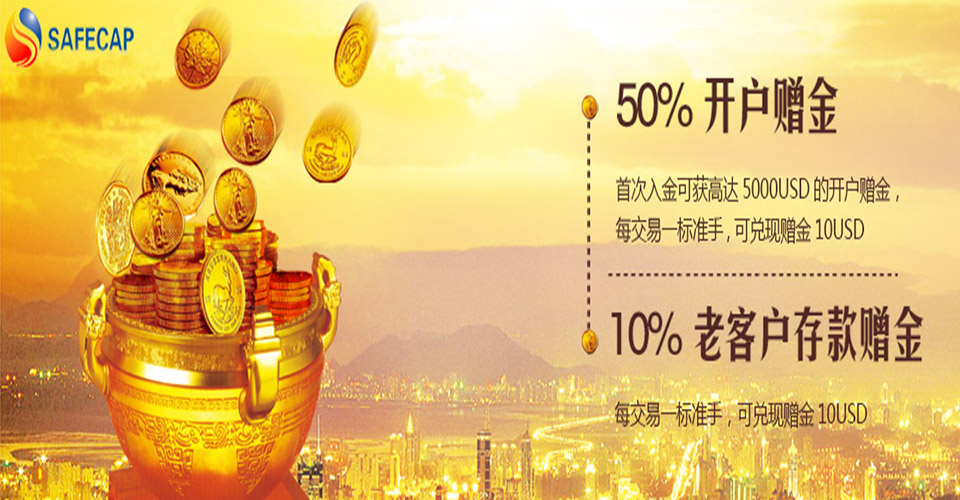 SAFECAP
50% 开户赠金
首次入金可获高达 5000USD 的开户赠金，
每交易一标准手，可兑现赠金 10USD
10% 老客户存款赠金
每交易一标准手，可兑现赠金 10USD